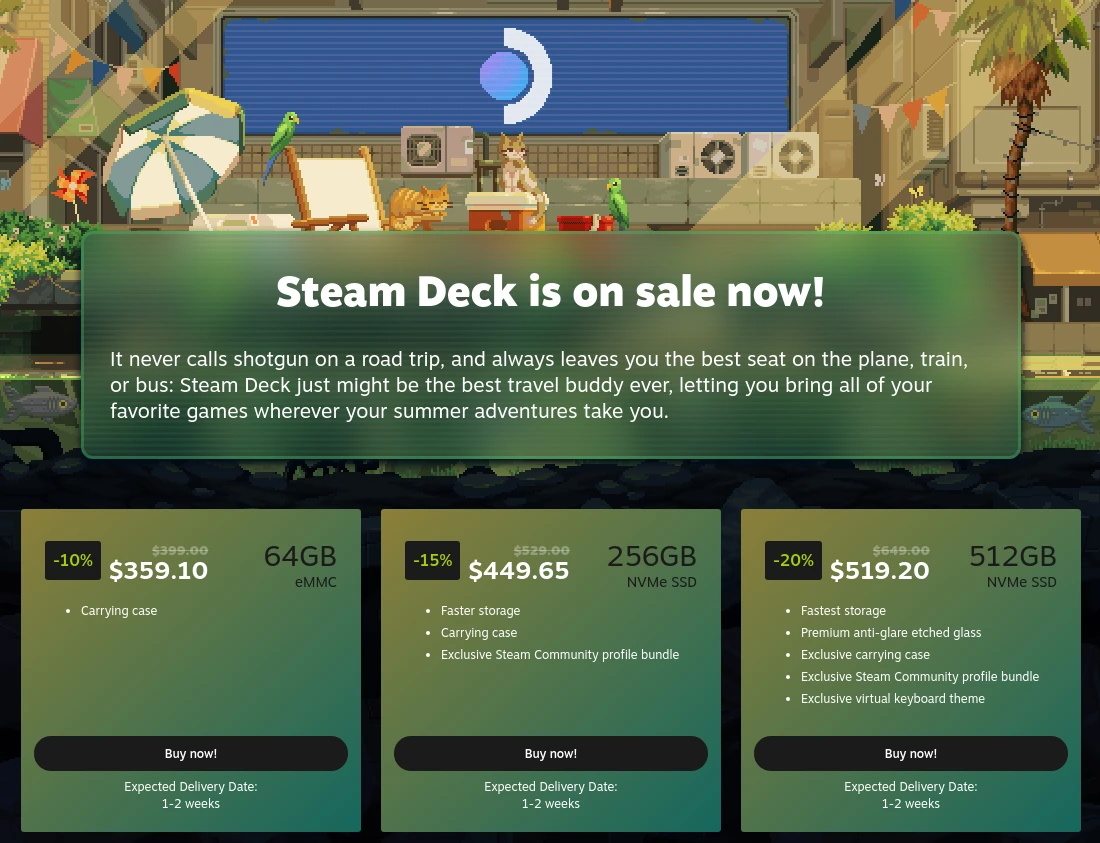 Steam Deck is on sale now!
It never calls shotgun on a road trip, and always leaves you the best seat on the plane, train,
or bus: Steam Deck just might be the best travel buddy ever, letting you bring all of your
favorite games wherever your summer adventures take you.
-10%
$399.00
$359.10
64GB
eMMC
• Carrying case
Buy now!
Expected Delivery Date:
1-2 weeks
-15%
$529.00
$449.65
256GB
NVMe SSD
• Faster storage
• Carrying case
• Exclusive Steam Community profile bundle
Buy now!
Expected Delivery Date:
1-2 weeks
-20%
$649.00
$519.20
512GB
NVMe SSD
• Fastest storage
• Premium anti-glare etched glass
• Exclusive carrying case
• Exclusive Steam Community profile bundle
• Exclusive virtual keyboard theme
Buy now!
Expected Delivery Date:
1-2 weeks